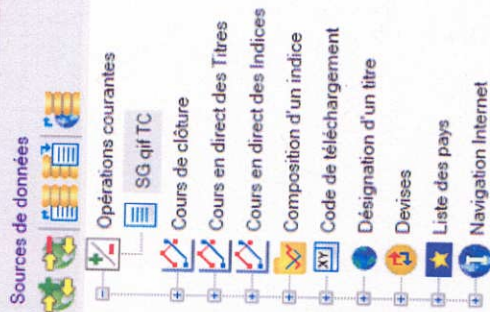 Sources de données
Opérations courantes
SG qif TC
Cours de clôture
Cours en direct des Titres
Cours en direct des Indices
Composition d'un indice
Code de téléchargement
XY
Désignation d'un titre
Devises
Liste des pays
Navigation Internet